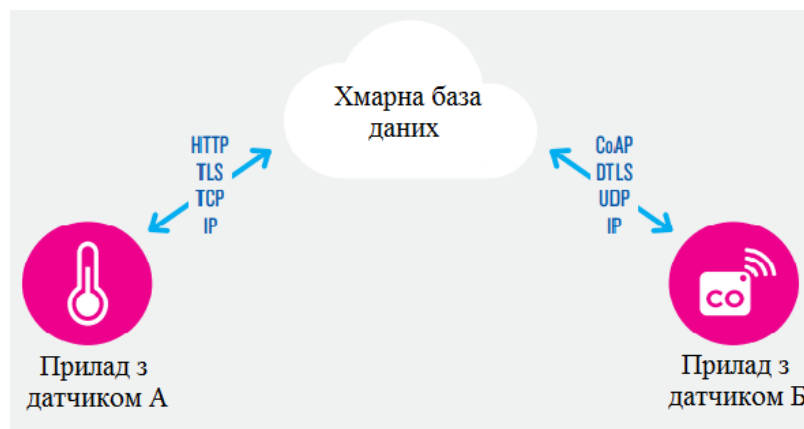 Хмарна база
даних
HTTP
TLS
TCP
IP
CoAP
DTLS
UDP
IP
co
Прилад з
датчиком А
Прилад з
датчиком Б